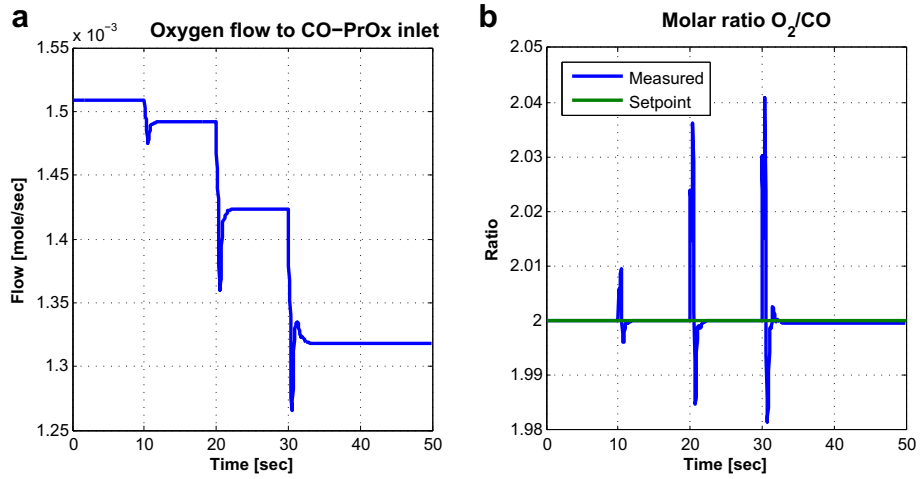 a
x 10⁻³
Oxygen flow to CO−PrOx inlet
1.55
1.5
1.45
1.4
1.35
1.3
1.25
Flow [mole/sec]
0 10 20 30 40 50
Time [sec]
b
Molar ratio O₂/CO
2.05
2.04
2.03
2.02
2.01
2
1.99
1.98
Ratio
Measured
Setpoint
0 10 20 30 40 50
Time [sec]